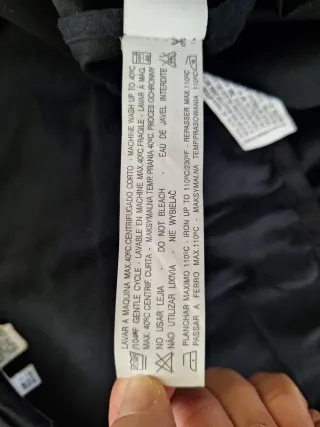 LAVAR A MAQUINA MAX. 40ºC.CENTRIFUGADO CORTO - MACHINE WASH UP TO 40ºC
/104ºF GENTLE CYCLE - LAVABLE EN MACHINE MAX.40ºC.FRAGILE - LAVAR À MAQ.
MAX. 40ºC CENTRIF. CURTA - MAKSYMALNA TEMP. PRANIA 40ºC, PROCES OCHRONNY
NO USAR LEJIA - DO NOT BLEACH - EAU DE JAVEL INTERDITE
NÃO UTILIZAR LIXIVIA - NIE WYBIELAĆ
PLANCHAR MAXIMO 110ºC - IRON UP TO 110ºC/230ºF - REPASSER MAX.110ºC
PASSAR A FERRO MAX.110ºC - MAKSYMALNA TEMP.PRASOWANIA 110ºC